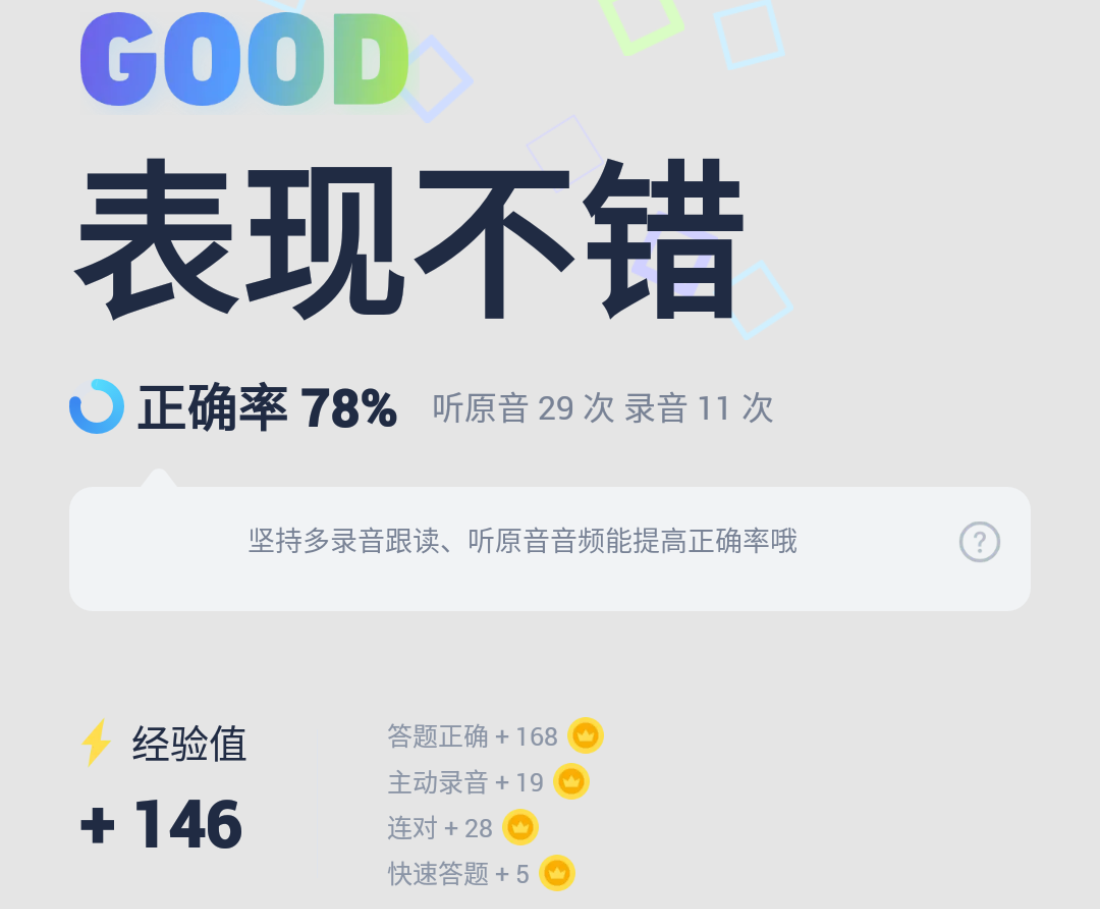 GOOD
表现不错
正确率 78% 听原音 29 次 录音 11 次
坚持多录音跟读、听原音音频能提高正确率哦
?
经验值
+ 146
答题正确 + 168
主动录音 + 19
连对 + 28
快速答题 + 5